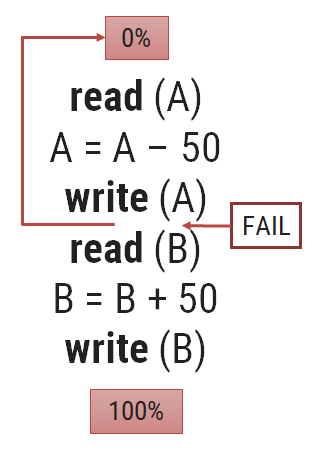 0%
read (A)
A = A – 50
write (A)
FAIL
read (B)
B = B + 50
write (B)
100%